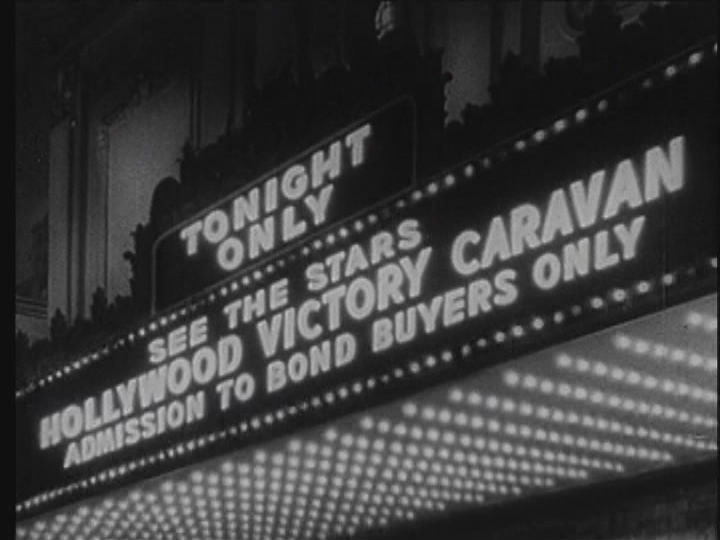 TONIGHT
ONLY
SEE THE STARS
HOLLYWOOD VICTORY CARAVAN
ADMISSION TO BOND BUYERS ONLY